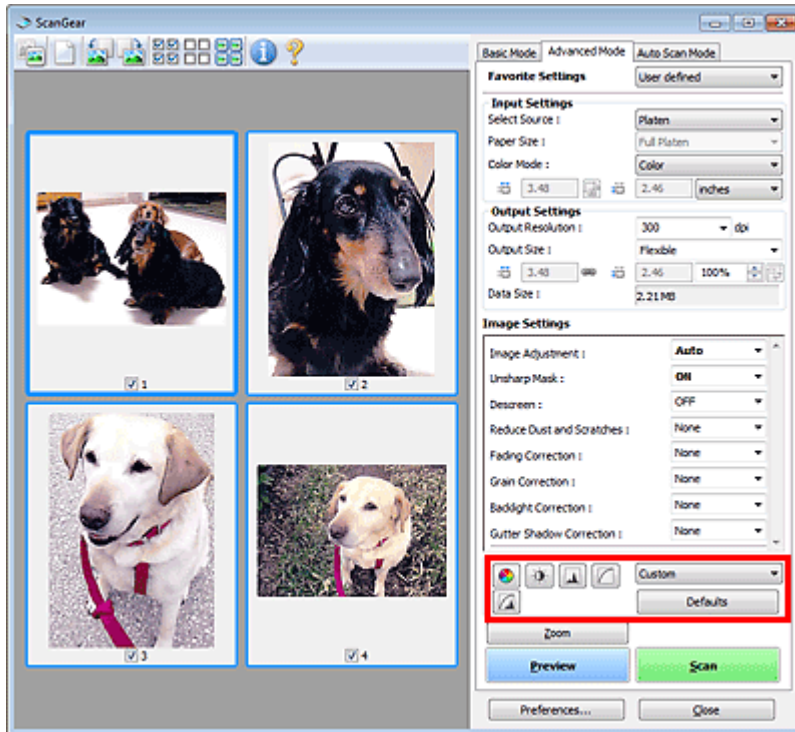 ScanGear
Basic Mode Advanced Mode Auto Scan Mode
Favorite Settings User defined
Input Settings
Select Source : Platen
Paper Size : Full Platen
Color Mode : Color
3.48 2.46 inches
Output Settings
Output Resolution : 300 dpi
Output Size : Flexible
3.48 2.46 100%
Data Size : 2.21 MB
Image Settings
Image Adjustment : Auto
Unsharp Mask : ON
Descreen : OFF
Reduce Dust and Scratches : None
Fading Correction : None
Grain Correction : None
Backlight Correction : None
Gutter Shadow Correction : None
Custom
Defaults
Zoom
Preview Scan
Preferences... Close
1
2
3
4